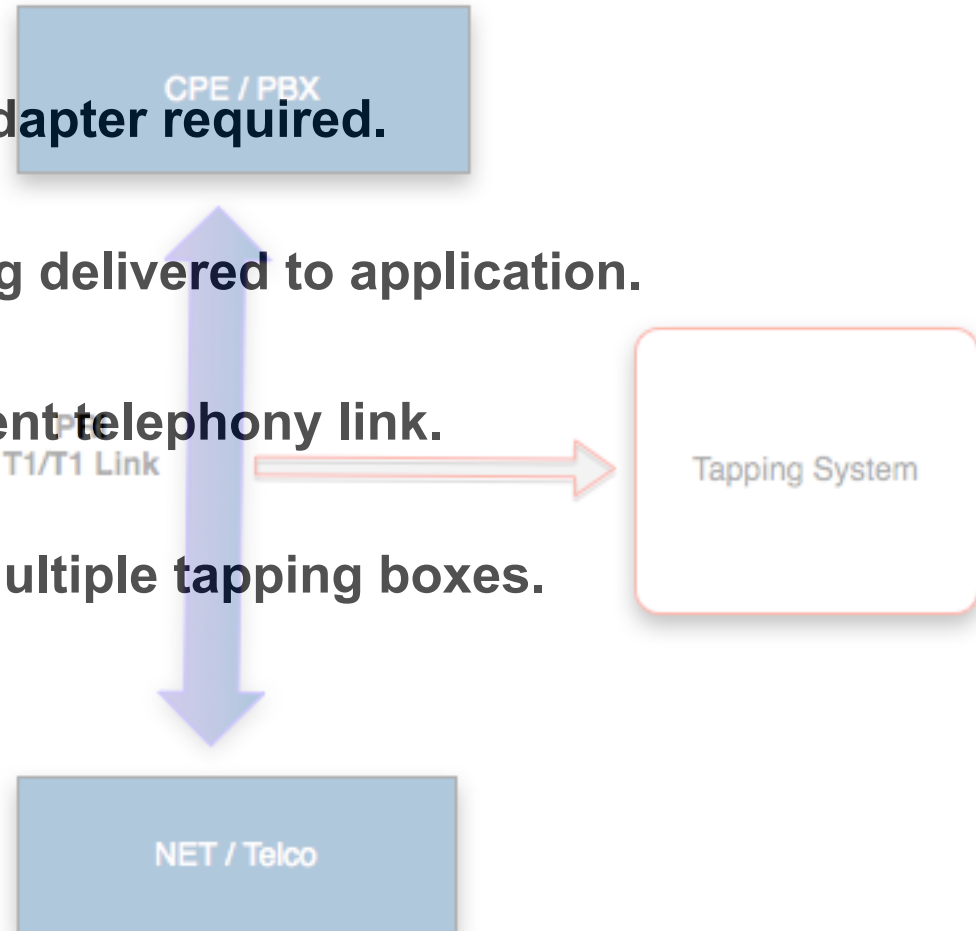 CPE / PBX
dapter required.
g delivered to application.
ent telephony link.
T1/T1 Link
Tapping System
ultiple tapping boxes.
NET / Telco